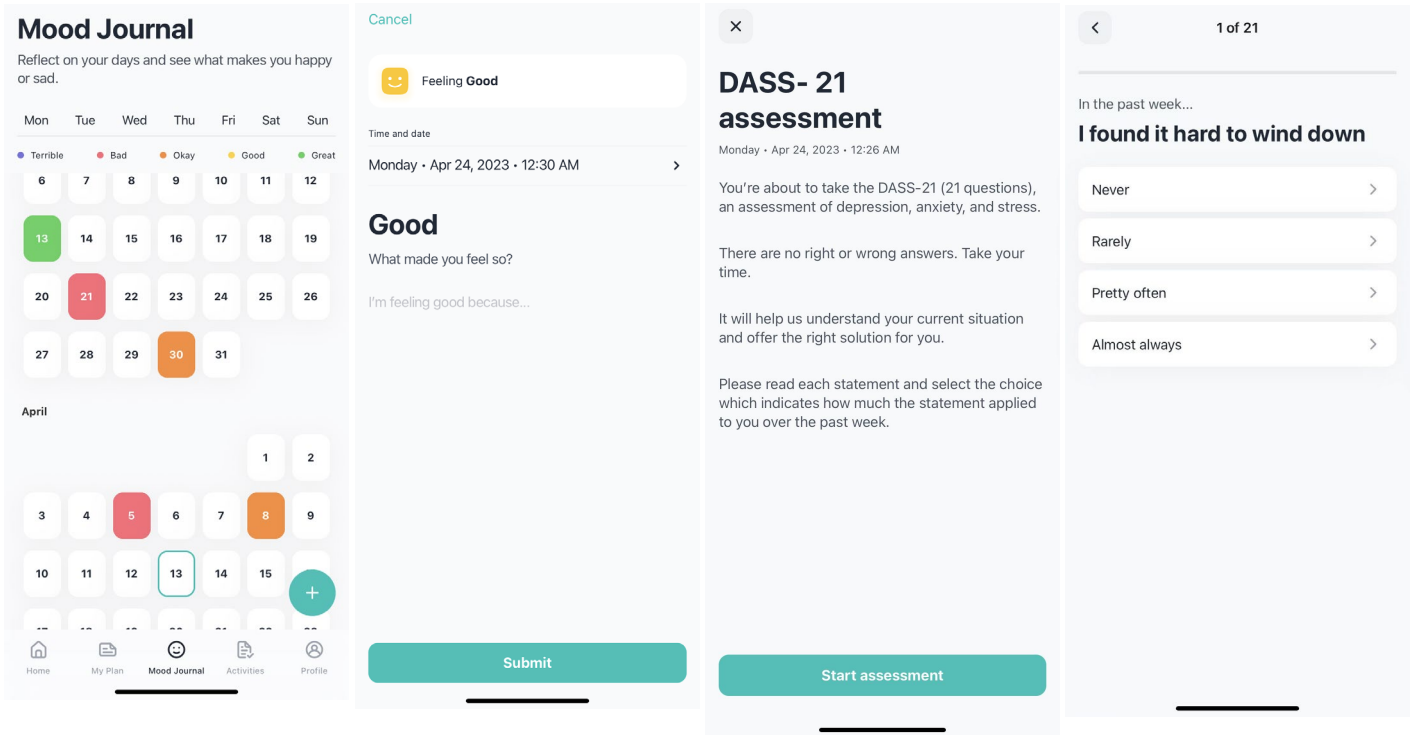 Mood Journal
Reflect on your days and see what makes you happy
or sad.
Mon Tue Wed Thu Fri Sat Sun
Terrible Bad Okay Good Great
6 7 8 9 10 11 12
13 14 15 16 17 18 19
20 21 22 23 24 25 26
27 28 29 30 31
April
1 2
3 4 5 6 7 8 9
10 11 12 13 14 15
+
Home My Plan Mood Journal Activities Profile
Cancel
Feeling Good
Time and date
Monday • Apr 24, 2023 • 12:30 AM
Good
What made you feel so?
I'm feeling good because...
Submit
DASS- 21
assessment
Monday • Apr 24, 2023 • 12:26 AM
You're about to take the DASS-21 (21 questions),
an assessment of depression, anxiety, and stress.
There are no right or wrong answers. Take your
time.
It will help us understand your current situation
and offer the right solution for you.
Please read each statement and select the choice
which indicates how much the statement applied
to you over the past week.
Start assessment
1 of 21
In the past week...
I found it hard to wind down
Never
Rarely
Pretty often
Almost always